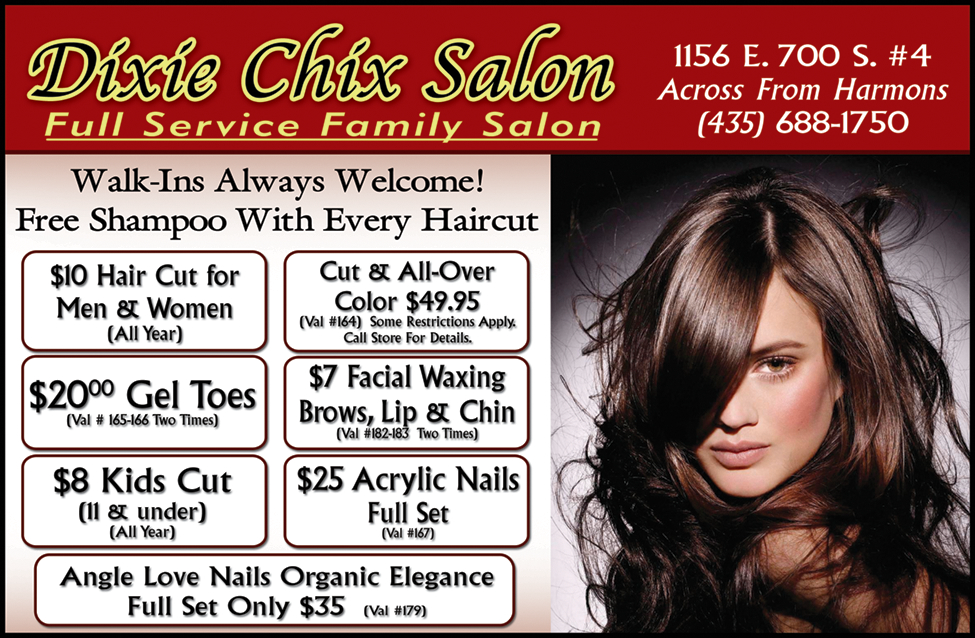 Dixie Chix Salon
Full Service Family Salon
1156 E. 700 S. #4
Across From Harmons
(435) 688-1750
Walk-Ins Always Welcome!
Free Shampoo With Every Haircut
$10 Hair Cut for
Men & Women
(All Year)
Cut & All-Over
Color $49.95
(Val #164) Some Restrictions Apply.
Call Store For Details.
$20⁰⁰ Gel Toes
(Val # 165-166 Two Times)
$7 Facial Waxing
Brows, Lip & Chin
(Val #182-183 Two Times)
$8 Kids Cut
(11 & under)
(All Year)
$25 Acrylic Nails
Full Set
(Val #167)
Angle Love Nails Organic Elegance
Full Set Only $35 (Val #179)